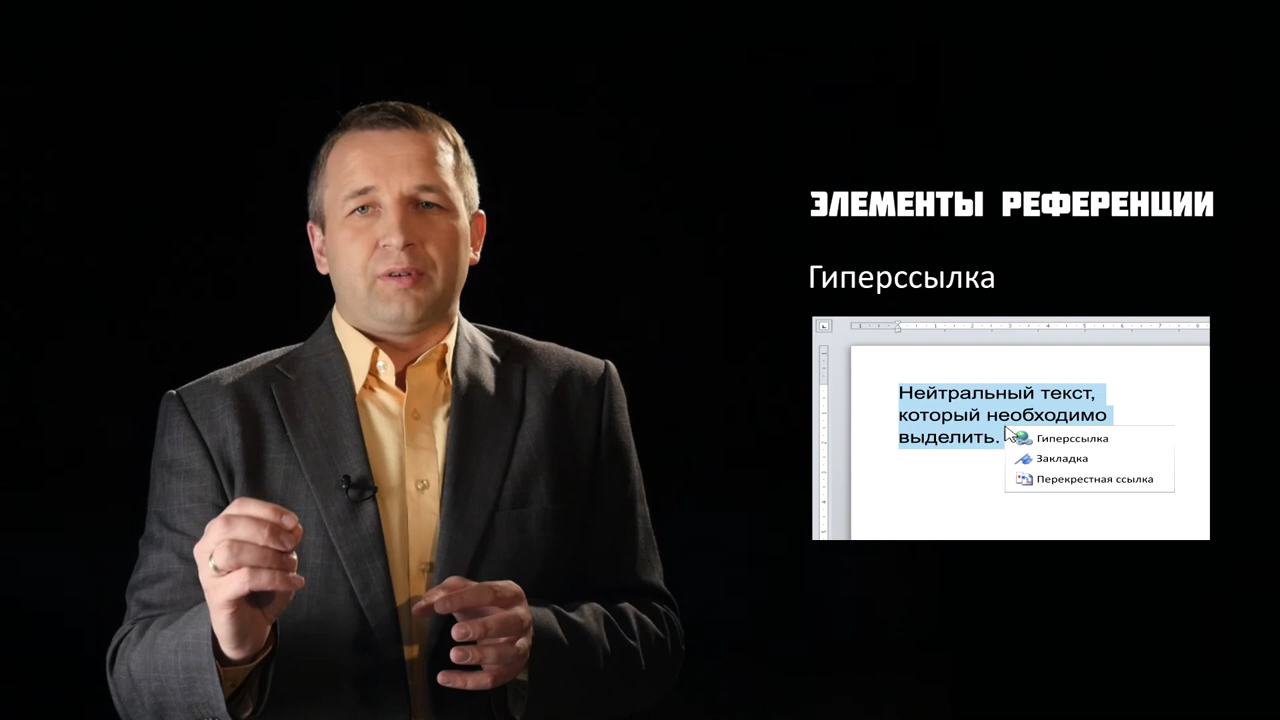 ЭЛЕМЕНТЫ РЕФЕРЕНЦИИ
Гиперссылка
Нейтральный текст,
который необходимо
выделить.
Гиперссылка
Закладка
Перекрестная ссылка